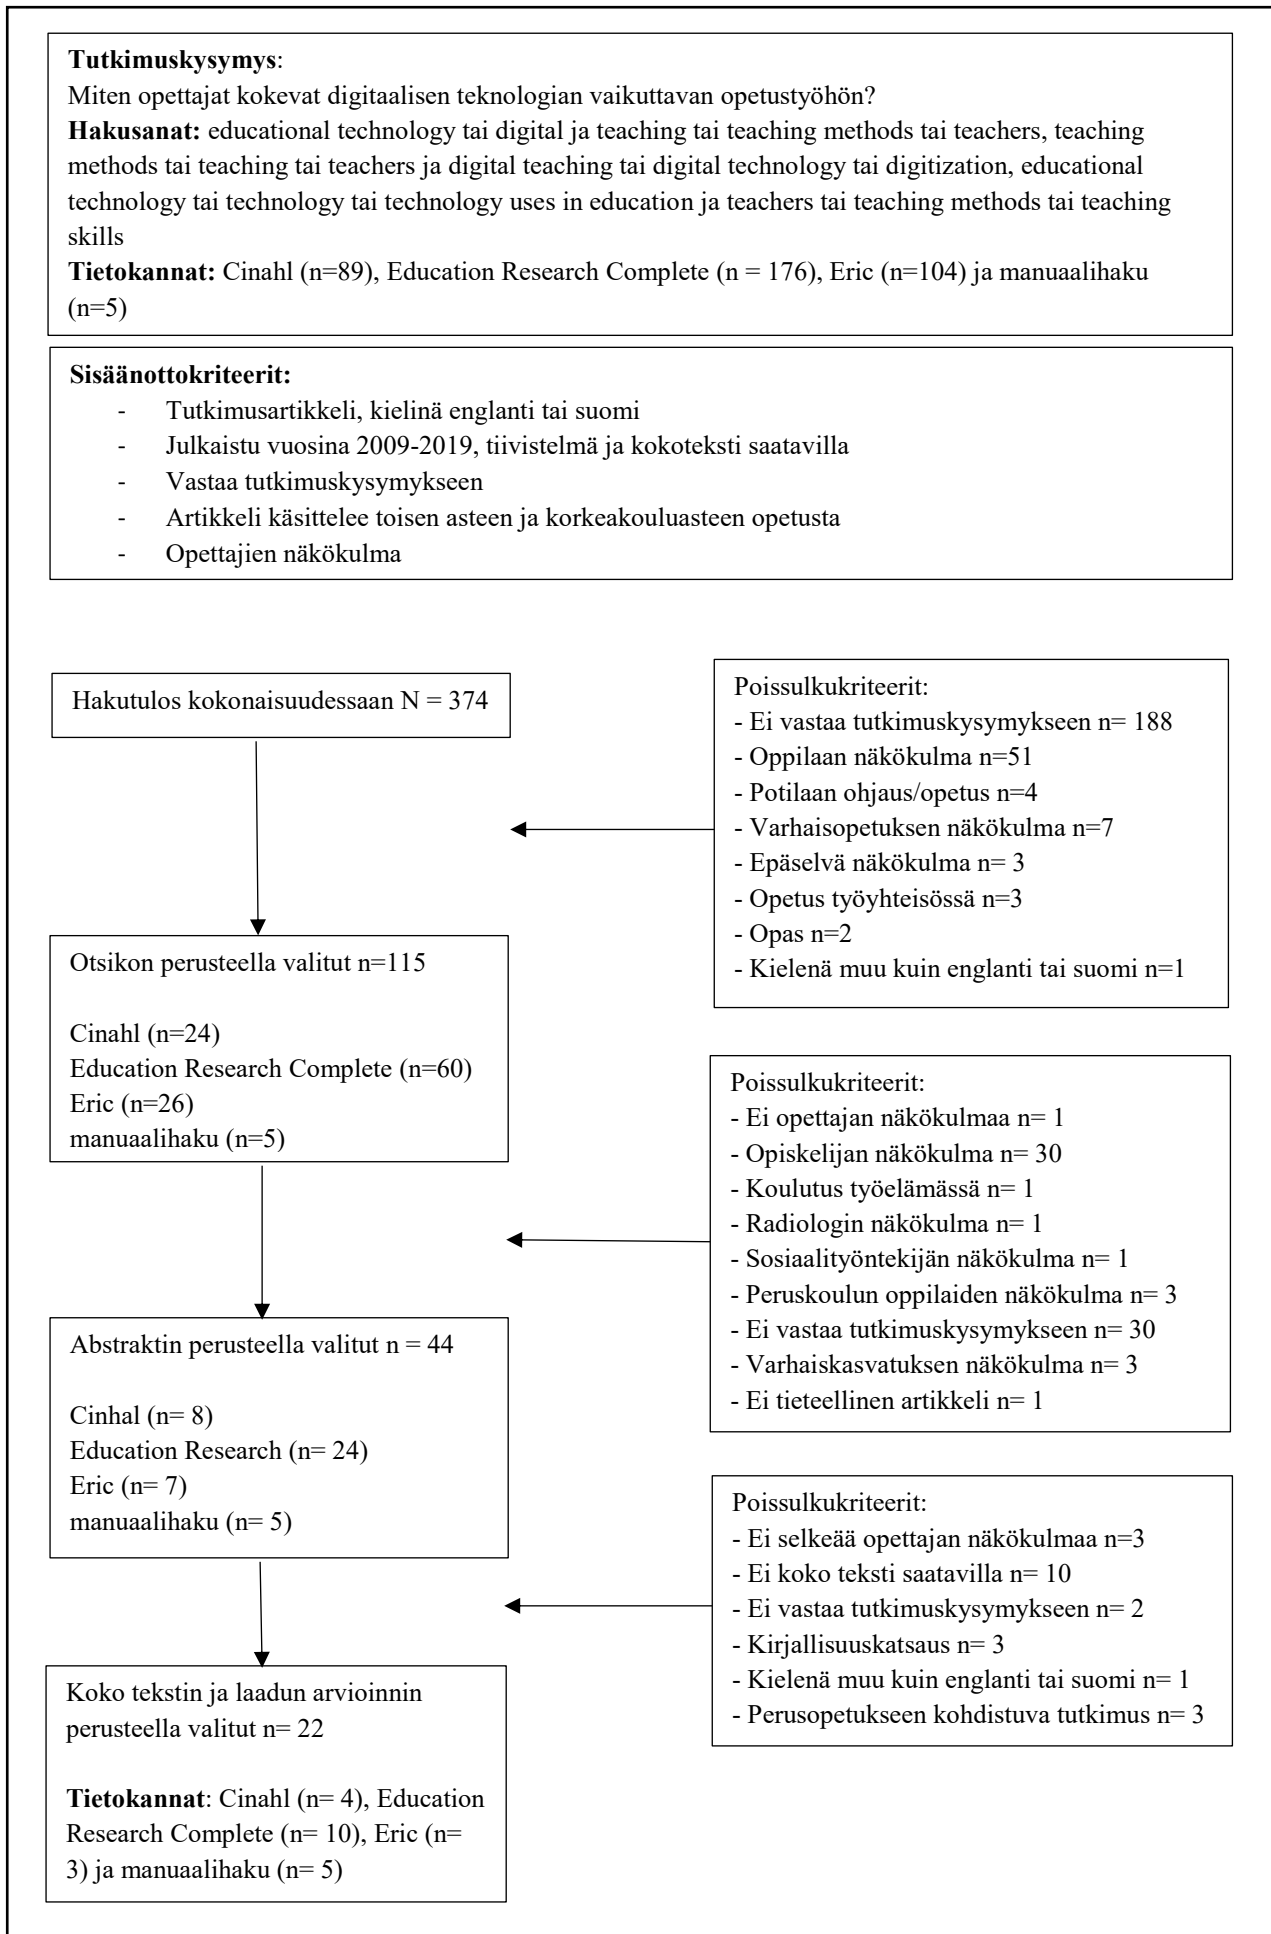 Tutkimuskysymys:
Miten opettajat kokevat digitaalisen teknologian vaikuttavan opetustyöhön?
Hakusanat: educational technology tai digital ja teaching tai teaching methods tai teachers, teaching
methods tai teaching tai teachers ja digital teaching tai digital technology tai digitization, educational
technology tai technology tai technology uses in education ja teachers tai teaching methods tai teaching
skills
Tietokannat: Cinahl (n=89), Education Research Complete (n = 176), Eric (n=104) ja manuaalihaku
(n=5)
Sisäänottokriteerit:
- Tutkimusartikkeli, kielinä englanti tai suomi
- Julkaistu vuosina 2009-2019, tiivistelmä ja kokoteksti saatavilla
- Vastaa tutkimuskysymykseen
- Artikkeli käsittelee toisen asteen ja korkeakouluasteen opetusta
- Opettajien näkökulma
Hakutulos kokonaisuudessaan N = 374
Poissulkukriteerit:
- Ei vastaa tutkimuskysymykseen n= 188
- Oppilaan näkökulma n=51
- Potilaan ohjaus/opetus n=4
- Varhaisopetuksen näkökulma n=7
- Epäselvä näkökulma n= 3
- Opetus työyhteisössä n=3
- Opas n=2
- Kielenä muu kuin englanti tai suomi n=1
Otsikon perusteella valitut n=115
Cinahl (n=24)
Education Research Complete (n=60)
Eric (n=26)
manuaalihaku (n=5)
Poissulkukriteerit:
- Ei opettajan näkökulmaa n= 1
- Opiskelijan näkökulma n= 30
- Koulutus työelämässä n= 1
- Radiologin näkökulma n= 1
- Sosiaalityöntekijän näkökulma n= 1
- Peruskoulun oppilaiden näkökulma n= 3
- Ei vastaa tutkimuskysymykseen n= 30
- Varhaiskasvatuksen näkökulma n= 3
- Ei tieteellinen artikkeli n= 1
Abstraktin perusteella valitut n = 44
Cinhal (n= 8)
Education Research (n= 24)
Eric (n= 7)
manuaalihaku (n= 5)
Poissulkukriteerit:
- Ei selkeää opettajan näkökulmaa n=3
- Ei koko teksti saatavilla n= 10
- Ei vastaa tutkimuskysymykseen n= 2
- Kirjallisuuskatsaus n= 3
- Kielenä muu kuin englanti tai suomi n= 1
- Perusopetukseen kohdistuva tutkimus n= 3
Koko tekstin ja laadun arvioinnin
perusteella valitut n= 22
Tietokannat: Cinahl (n= 4), Education
Research Complete (n= 10), Eric (n=
3) ja manuaalihaku (n= 5)